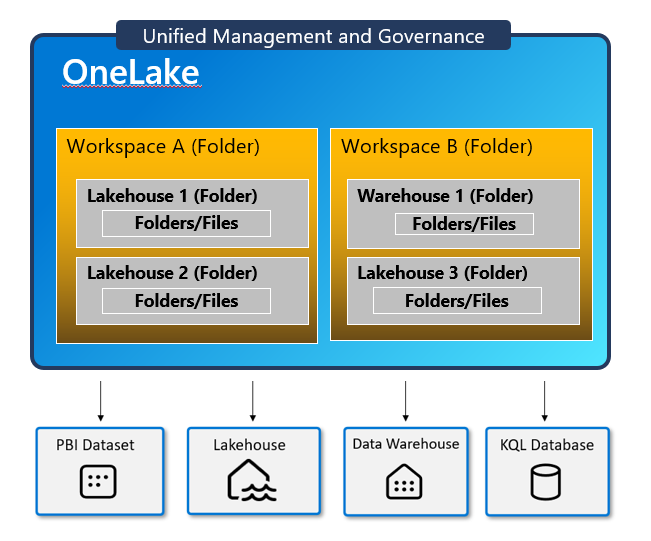 Unified Management and Governance
OneLake
Workspace A (Folder)
Lakehouse 1 (Folder)
Folders/Files
Lakehouse 2 (Folder)
Folders/Files
Workspace B (Folder)
Warehouse 1 (Folder)
Folders/Files
Lakehouse 3 (Folder)
Folders/Files
PBI Dataset
Lakehouse
Data Warehouse
KQL Database